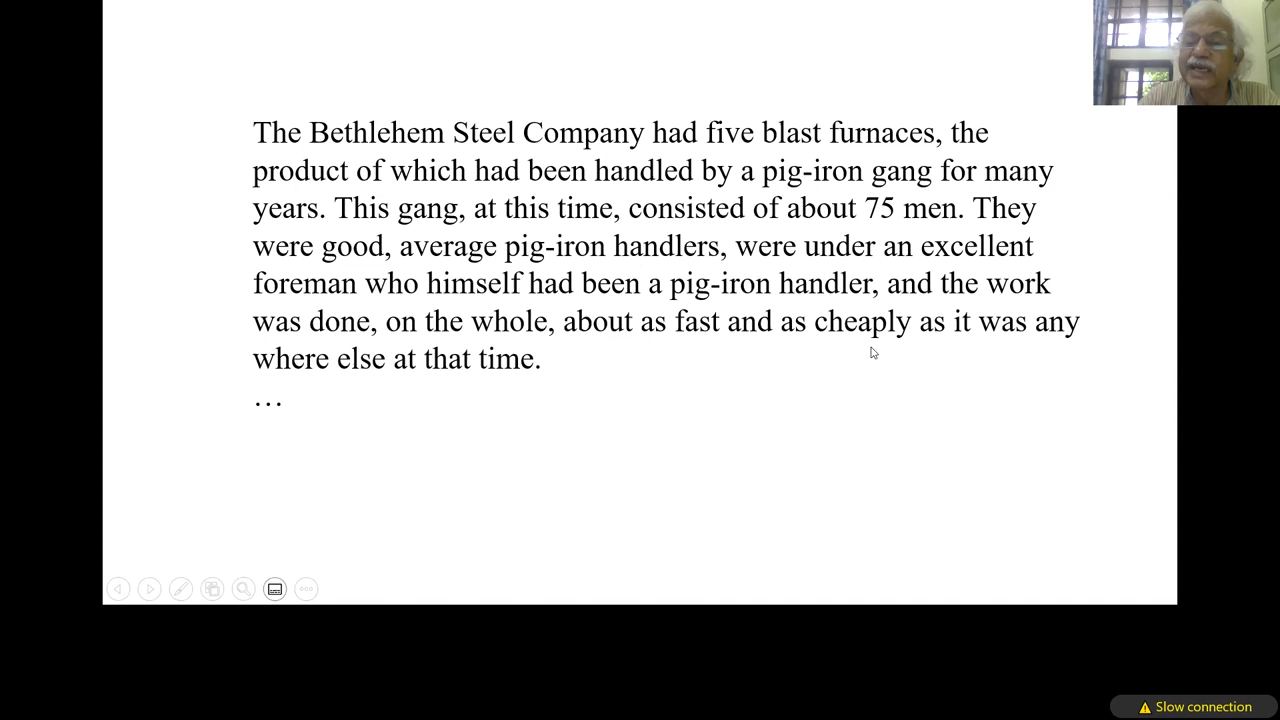 The Bethlehem Steel Company had five blast furnaces, the
product of which had been handled by a pig-iron gang for many
years. This gang, at this time, consisted of about 75 men. They
were good, average pig-iron handlers, were under an excellent
foreman who himself had been a pig-iron handler, and the work
was done, on the whole, about as fast and as cheaply as it was any
where else at that time.
…
Slow connection